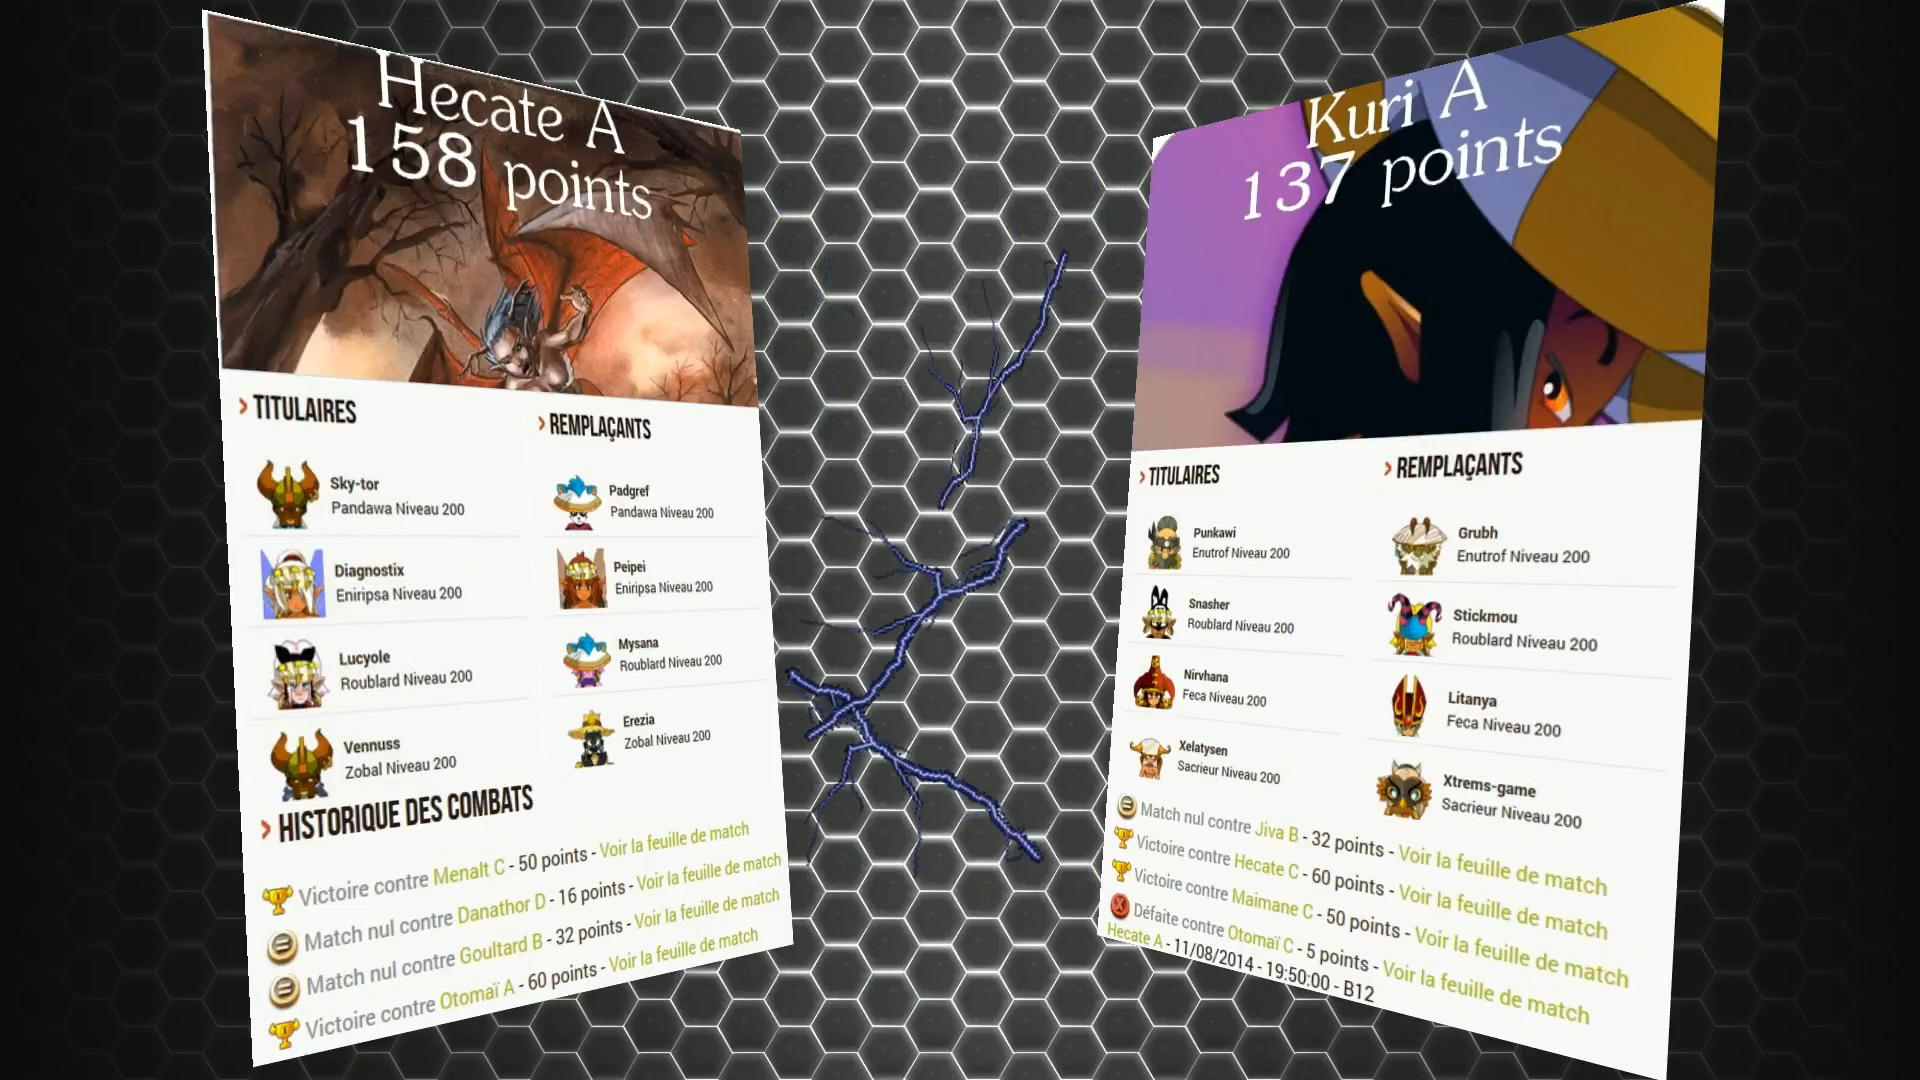 Hecate A
158 points
TITULAIRES
Sky-tor
Pandawa Niveau 200
Diagnostix
Eniripsa Niveau 200
Lucyole
Roublard Niveau 200
Vennuss
Zobal Niveau 200
REMPLAÇANTS
Padgref
Pandawa Niveau 200
Peipei
Eniripsa Niveau 200
Mysana
Roublard Niveau 200
Erezia
Zobal Niveau 200
HISTORIQUE DES COMBATS
Victoire contre Menalt C - 50 points - Voir la feuille de match
Match nul contre Danathor D - 16 points - Voir la feuille de match
Match nul contre Goultard B - 32 points - Voir la feuille de match
Victoire contre Otomaï A - 60 points - Voir la feuille de match
Kuri A
137 points
TITULAIRES
Punkawi
Enutrof Niveau 200
Snasher
Roublard Niveau 200
Nirvhana
Feca Niveau 200
Xelatysen
Sacrieur Niveau 200
REMPLAÇANTS
Grubh
Enutrof Niveau 200
Stickmou
Roublard Niveau 200
Litanya
Feca Niveau 200
Xtrems-game
Sacrieur Niveau 200
Match nul contre Jiva B - 32 points - Voir la feuille de match
Victoire contre Hecate C - 60 points - Voir la feuille de match
Victoire contre Maimane C - 50 points - Voir la feuille de match
Défaite contre Otomaï C - 5 points - Voir la feuille de match
Hecate A - 11/08/2014 - 19:50:00 - B12